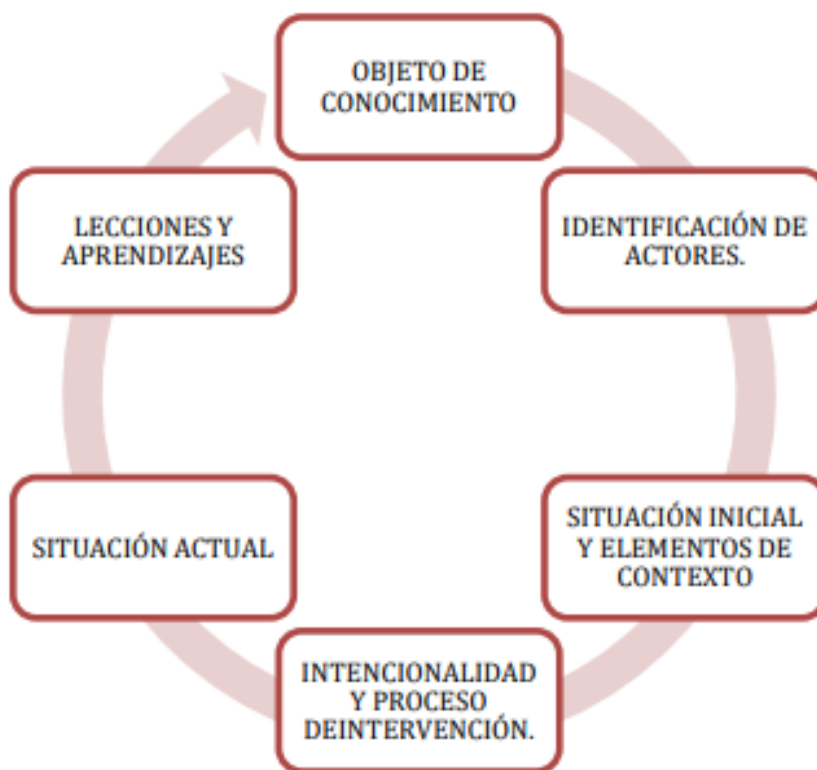 OBJETO DE
CONOCIMIENTO
IDENTIFICACIÓN DE
ACTORES.
SITUACIÓN INICIAL
Y ELEMENTOS DE
CONTEXTO
INTENCIONALIDAD
Y PROCESO
DEINTERVENCIÓN.
SITUACIÓN ACTUAL
LECCIONES Y
APRENDIZAJES